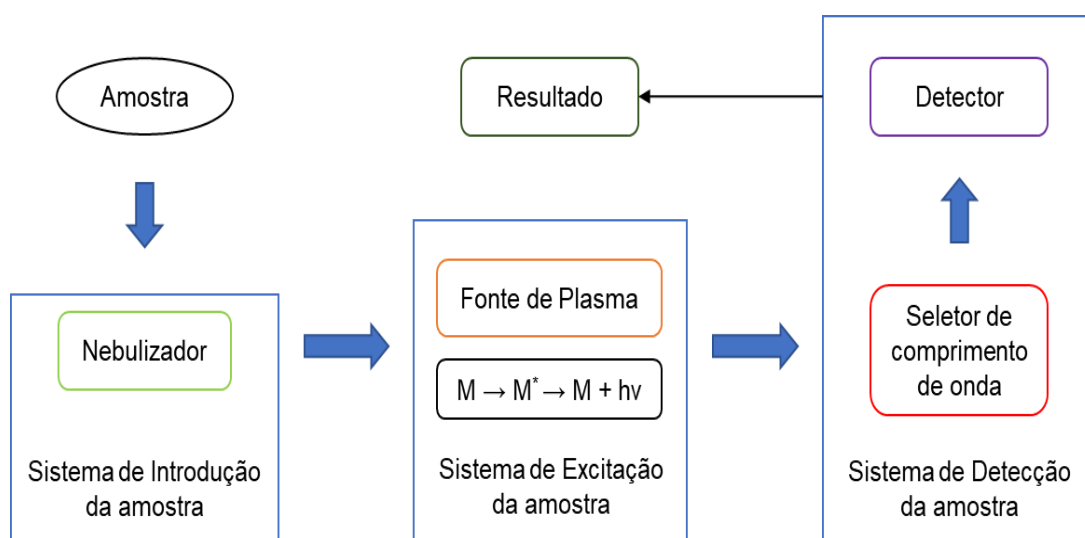 Amostra
Nebulizador
Sistema de Introdução
da amostra
Fonte de Plasma
M → M* → M + hv
Sistema de Excitação
da amostra
Seletor de
comprimento
de onda
Sistema de Detecção
da amostra
Detector
Resultado